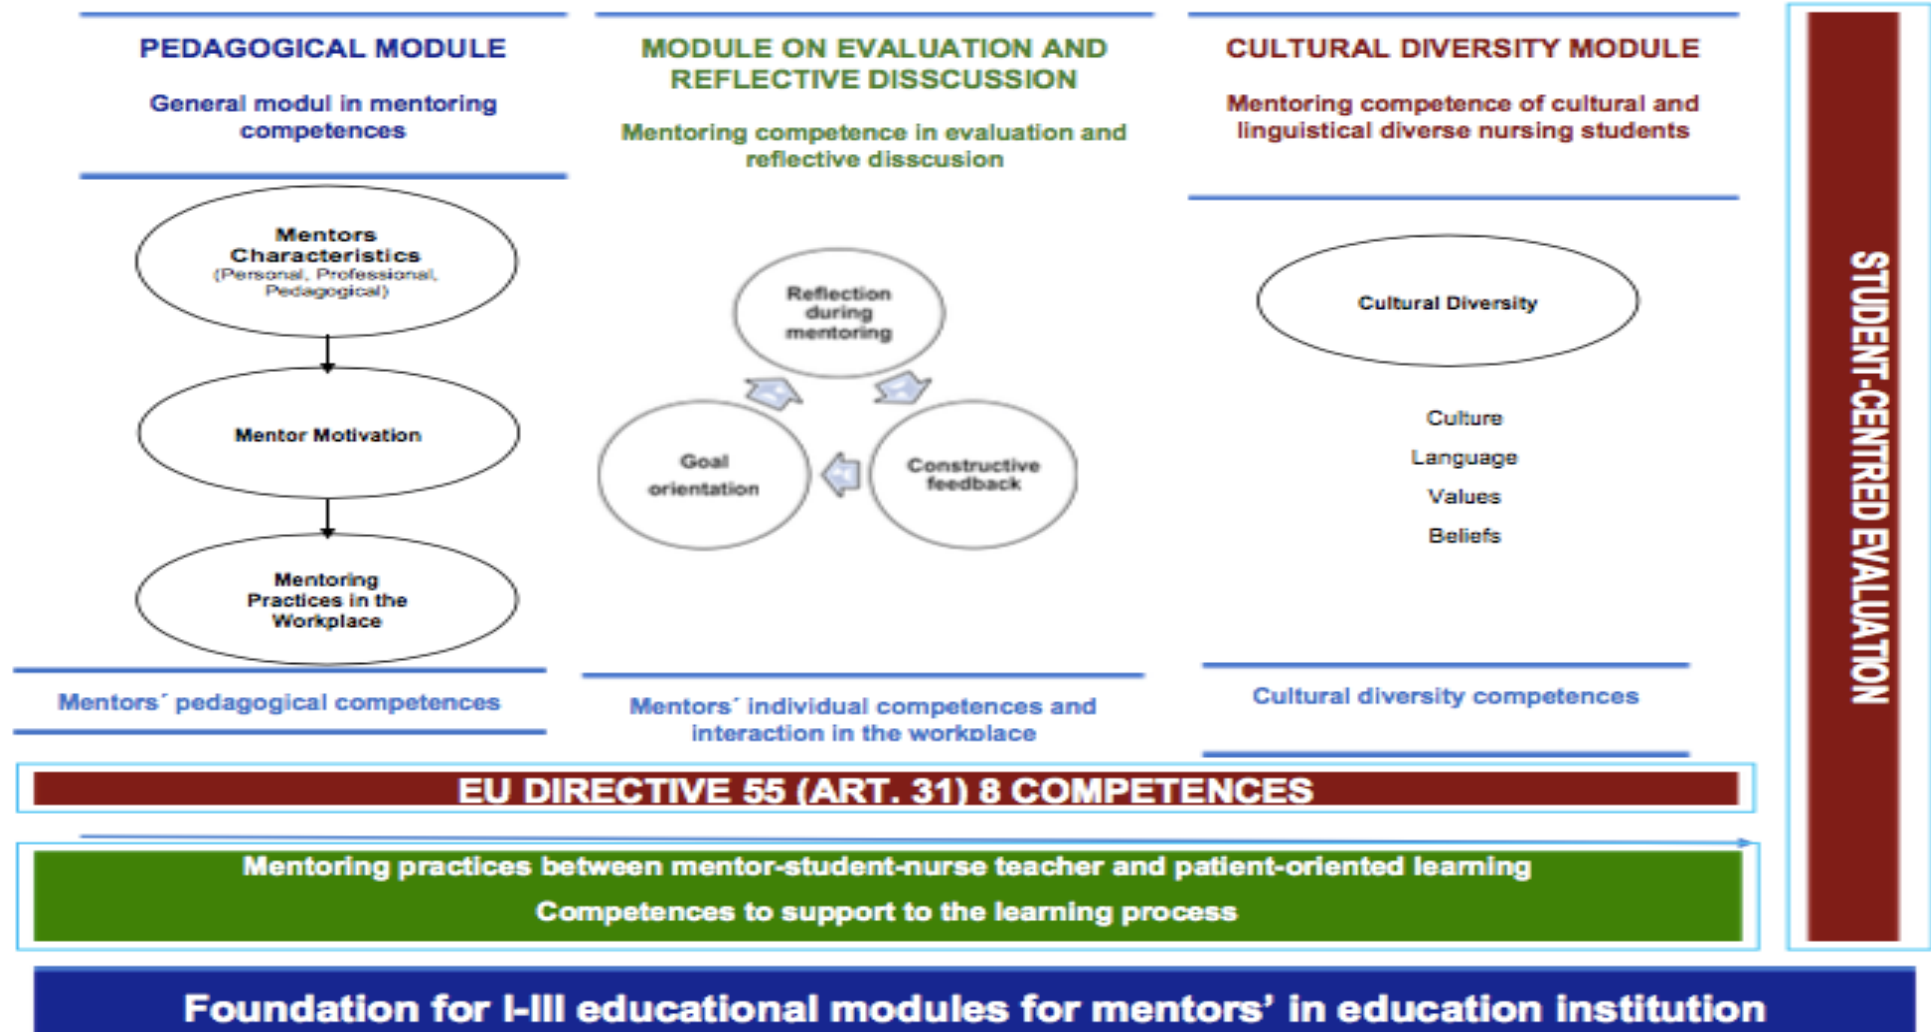 PEDAGOGICAL MODULE
General modul in mentoring
competences
Mentors
Characteristics
(Personal, Professional,
Pedagogical)
Mentor Motivation
Mentoring
Practices in the
Workplace
Mentors´ pedagogical competences
MODULE ON EVALUATION AND
REFLECTIVE DISSCUSSION
Mentoring competence in evaluation and
reflective disscusion
Reflection
during
mentoring
Goal
orientation
Constructive
feedback
Mentors´ individual competences and
interaction in the workplace
CULTURAL DIVERSITY MODULE
Mentoring competence of cultural and
linguistical diverse nursing students
Cultural Diversity
Culture
Language
Values
Beliefs
Cultural diversity competences
STUDENT-CENTRED EVALUATION
EU DIRECTIVE 55 (ART. 31) 8 COMPETENCES
Mentoring practices between mentor-student-nurse teacher and patient-oriented learning
Competences to support to the learning process
Foundation for I-III educational modules for mentors’ in education institution